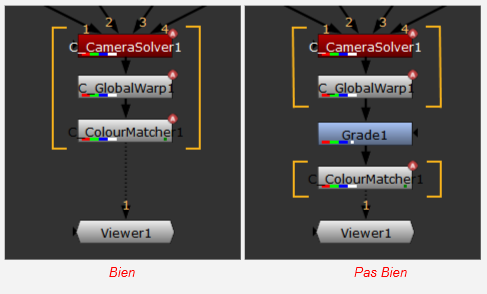 1 2 3 4
C_CameraSolver1
C_GlobalWarp1
C_ColourMatcher1
1
Viewer1
Bien
1 2 3 4
C_CameraSolver1
C_GlobalWarp1
Grade1
C_ColourMatcher1
1
Viewer1
Pas Bien